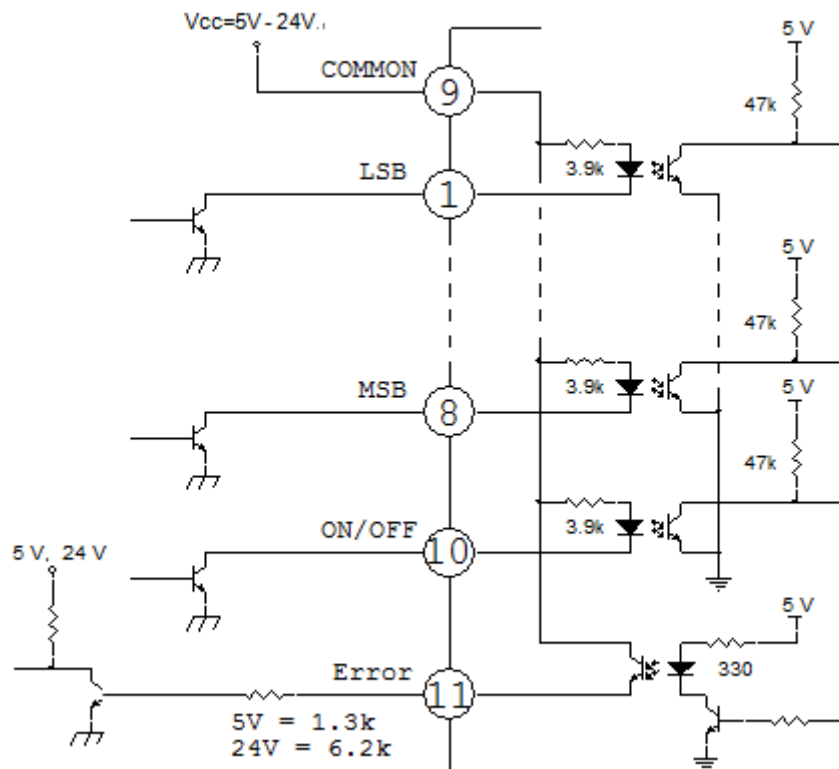 Vcc=5V-24V.
5 V
COMMON
9
47k
LSB
3.9k
1
5 V
47k
MSB
3.9k
8
5 V
47k
ON/OFF
3.9k
10
5 V, 24 V
5 V
Error
330
11
5V = 1.3k
24V = 6.2k